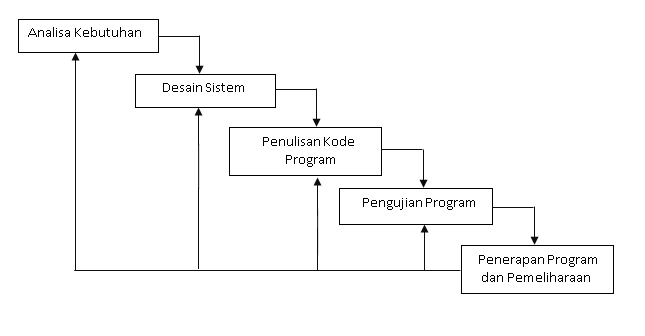 Analisa Kebutuhan
Desain Sistem
Penulisan Kode
Program
Pengujian Program
Penerapan Program
dan Pemeliharaan